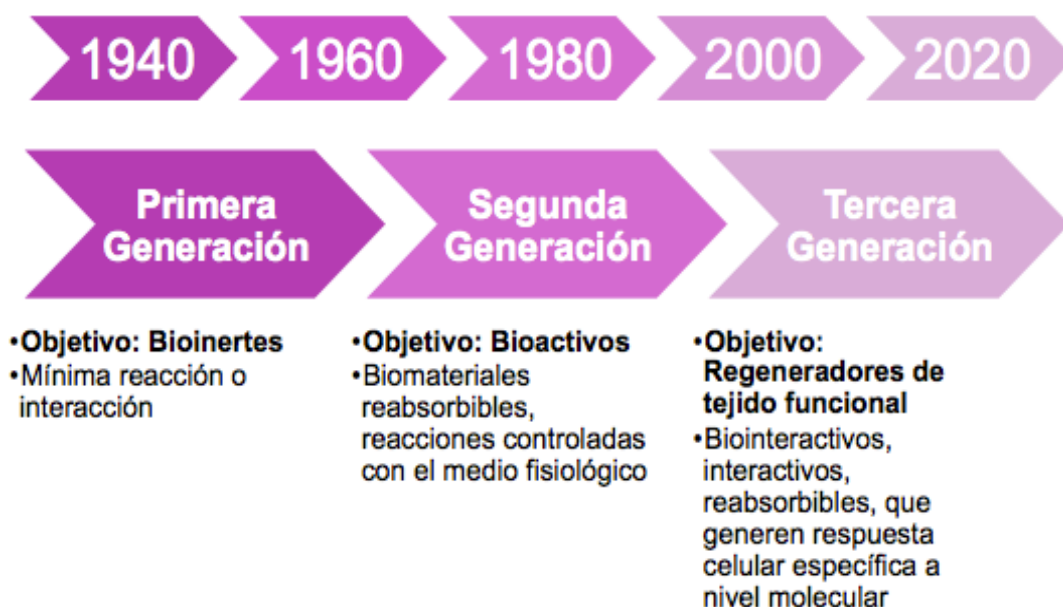 1940
1960
1980
2000
2020
Primera
Generación
Segunda
Generación
Tercera
Generación
•Objetivo: Bioinertes
•Mínima reacción o
interacción
•Objetivo: Bioactivos
•Biomateriales
reabsorbibles,
reacciones controladas
con el medio fisiológico
•Objetivo:
Regeneradores de
tejido funcional
•Biointeractivos,
interactivos,
reabsorbibles, que
generen respuesta
celular específica a
nivel molecular